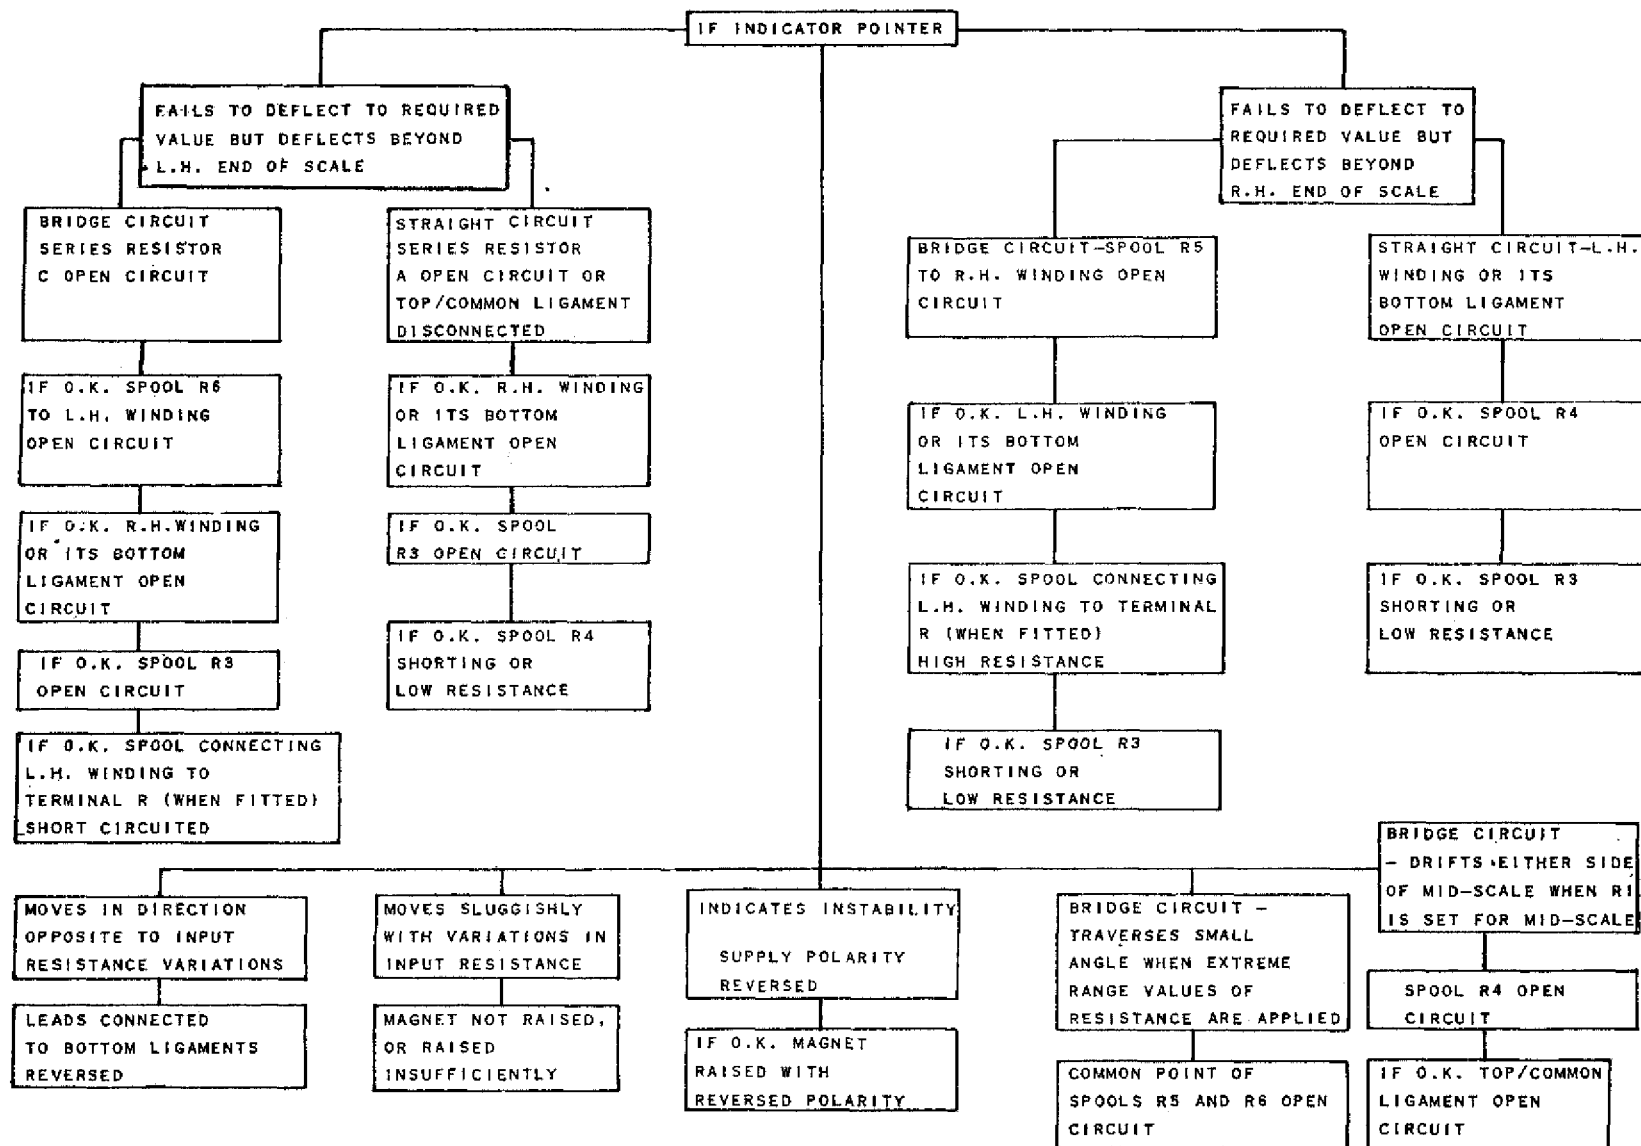 IF INDICATOR POINTER
FAILS TO DEFLECT TO REQUIRED
VALUE BUT DEFLECTS BEYOND
L.H. END OF SCALE
BRIDGE CIRCUIT
SERIES RESISTOR
C OPEN CIRCUIT
IF O.K. SPOOL R6
TO L.H. WINDING
OPEN CIRCUIT
IF O.K. R.H.WINDING
OR ITS BOTTOM
LIGAMENT OPEN
CIRCUIT
IF O.K. SPOOL R3
OPEN CIRCUIT
IF O.K. SPOOL CONNECTING
L.H. WINDING TO
TERMINAL R (WHEN FITTED)
SHORT CIRCUITED
STRAIGHT CIRCUIT
SERIES RESISTOR
A OPEN CIRCUIT OR
TOP/COMMON LIGAMENT
DISCONNECTED
IF O.K. R.H. WINDING
OR ITS BOTTOM
LIGAMENT OPEN
CIRCUIT
IF O.K. SPOOL
R3 OPEN CIRCUIT
IF O.K. SPOOL R4
SHORTING OR
LOW RESISTANCE
FAILS TO DEFLECT TO
REQUIRED VALUE BUT
DEFLECTS BEYOND
R.H. END OF SCALE
BRIDGE CIRCUIT-SPOOL R5
TO R.H. WINDING OPEN
CIRCUIT
IF O.K. L.H. WINDING
OR ITS BOTTOM
LIGAMENT OPEN
CIRCUIT
IF O.K. SPOOL CONNECTING
L.H. WINDING TO TERMINAL
R (WHEN FITTED)
HIGH RESISTANCE
IF O.K. SPOOL R3
SHORTING OR
LOW RESISTANCE
STRAIGHT CIRCUIT-L.H.
WINDING OR ITS
BOTTOM LIGAMENT
OPEN CIRCUIT
IF O.K. SPOOL R4
OPEN CIRCUIT
IF O.K. SPOOL R3
SHORTING OR
LOW RESISTANCE
MOVES IN DIRECTION
OPPOSITE TO INPUT
RESISTANCE VARIATIONS
LEADS CONNECTED
TO BOTTOM LIGAMENTS
REVERSED
MOVES SLUGGISHLY
WITH VARIATIONS IN
INPUT RESISTANCE
MAGNET NOT RAISED,
OR RAISED
INSUFFICIENTLY
INDICATES INSTABILITY
SUPPLY POLARITY
REVERSED
IF O.K. MAGNET
RAISED WITH
REVERSED POLARITY
BRIDGE CIRCUIT -
TRAVERSES SMALL
ANGLE WHEN EXTREME
RANGE VALUES OF
RESISTANCE ARE APPLIED
COMMON POINT OF
SPOOLS R5 AND R6 OPEN
CIRCUIT
BRIDGE CIRCUIT
- DRIFTS EITHER SIDE
OF MID-SCALE WHEN R1
IS SET FOR MID-SCALE
SPOOL R4 OPEN
CIRCUIT
IF O.K. TOP/COMMON
LIGAMENT OPEN
CIRCUIT